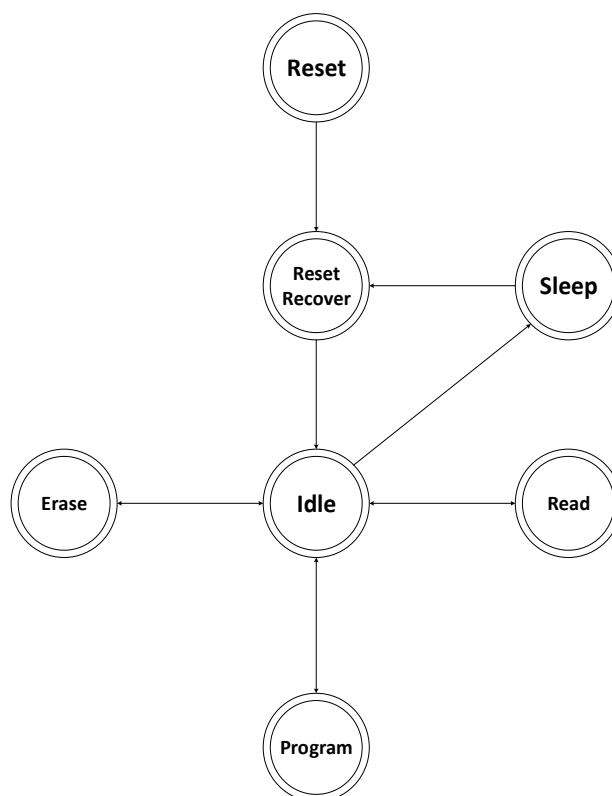 Reset
Reset
Recover
Sleep
Erase
Idle
Read
Program